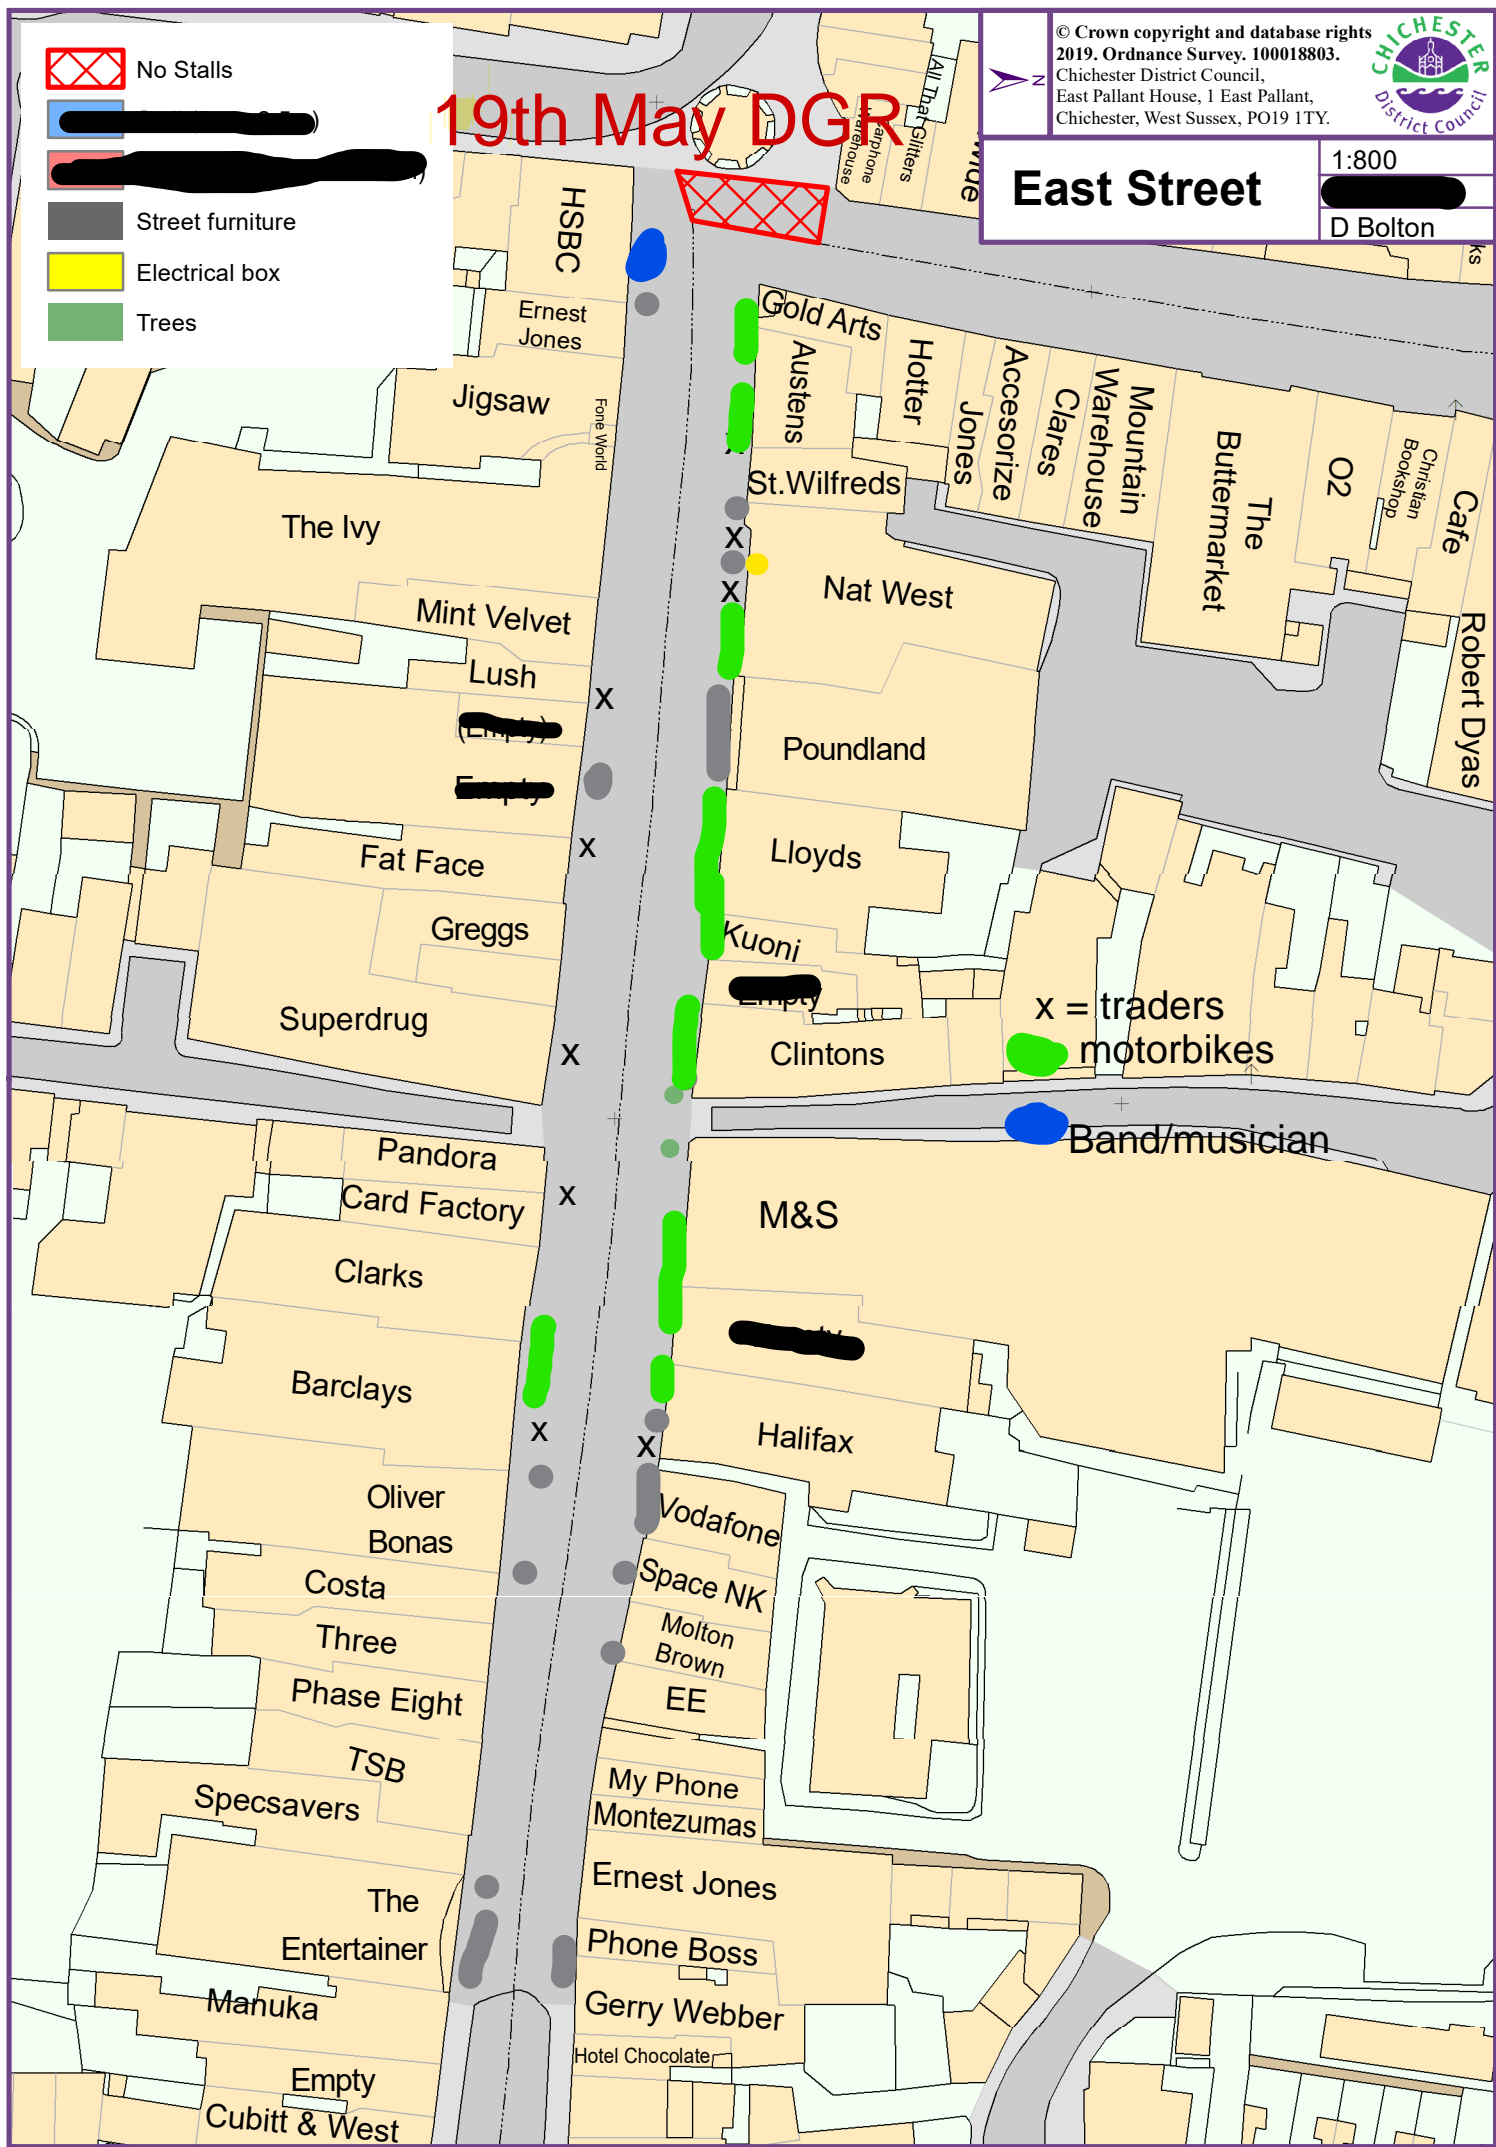 No Stalls
Street furniture
Electrical box
Trees
19th May DGR
© Crown copyright and database rights
2019. Ordnance Survey. 100018803.
Chichester District Council,
East Pallant House, 1 East Pallant,
Chichester, West Sussex, PO19 1TY.
N
CHICHESTER
District Council
East Street
1:800
D Bolton
All That Glitters
Warehouse
HSBC
Ernest
Jones
Jigsaw
Fone World
The Ivy
Mint Velvet
Lush
x
Fat Face
x
Greggs
Superdrug
x
Pandora
Card Factory
x
Clarks
Barclays
x
Oliver
Bonas
Costa
Three
Phase Eight
TSB
Specsavers
The
Entertainer
Manuka
Empty
Cubitt & West
Gold Arts
Austens
Hotter
Jones
Accesorize
Clares
Mountain
Warehouse
The
Buttermarket
O2
Christian
Bookshop
Cafe
Robert Dyas
St.Wilfreds
x
x
Nat West
Poundland
Lloyds
Kuoni
Empty
Clintons
x = traders
motorbikes
Band/musician
M&S
Halifax
x
Vodafone
Space NK
Molton
Brown
EE
My Phone
Montezumas
Ernest Jones
Phone Boss
Gerry Webber
Hotel Chocolate